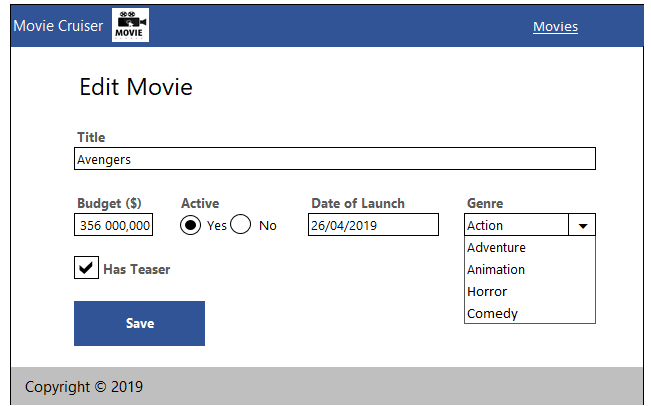 Movie Cruiser MOVIE Movies
Edit Movie
Title
Avengers
Budget ($) Active Date of Launch Genre
356 000,000 Yes No 26/04/2019 Action
Adventure
Has Teaser Animation
Horror
Save Comedy
Copyright © 2019